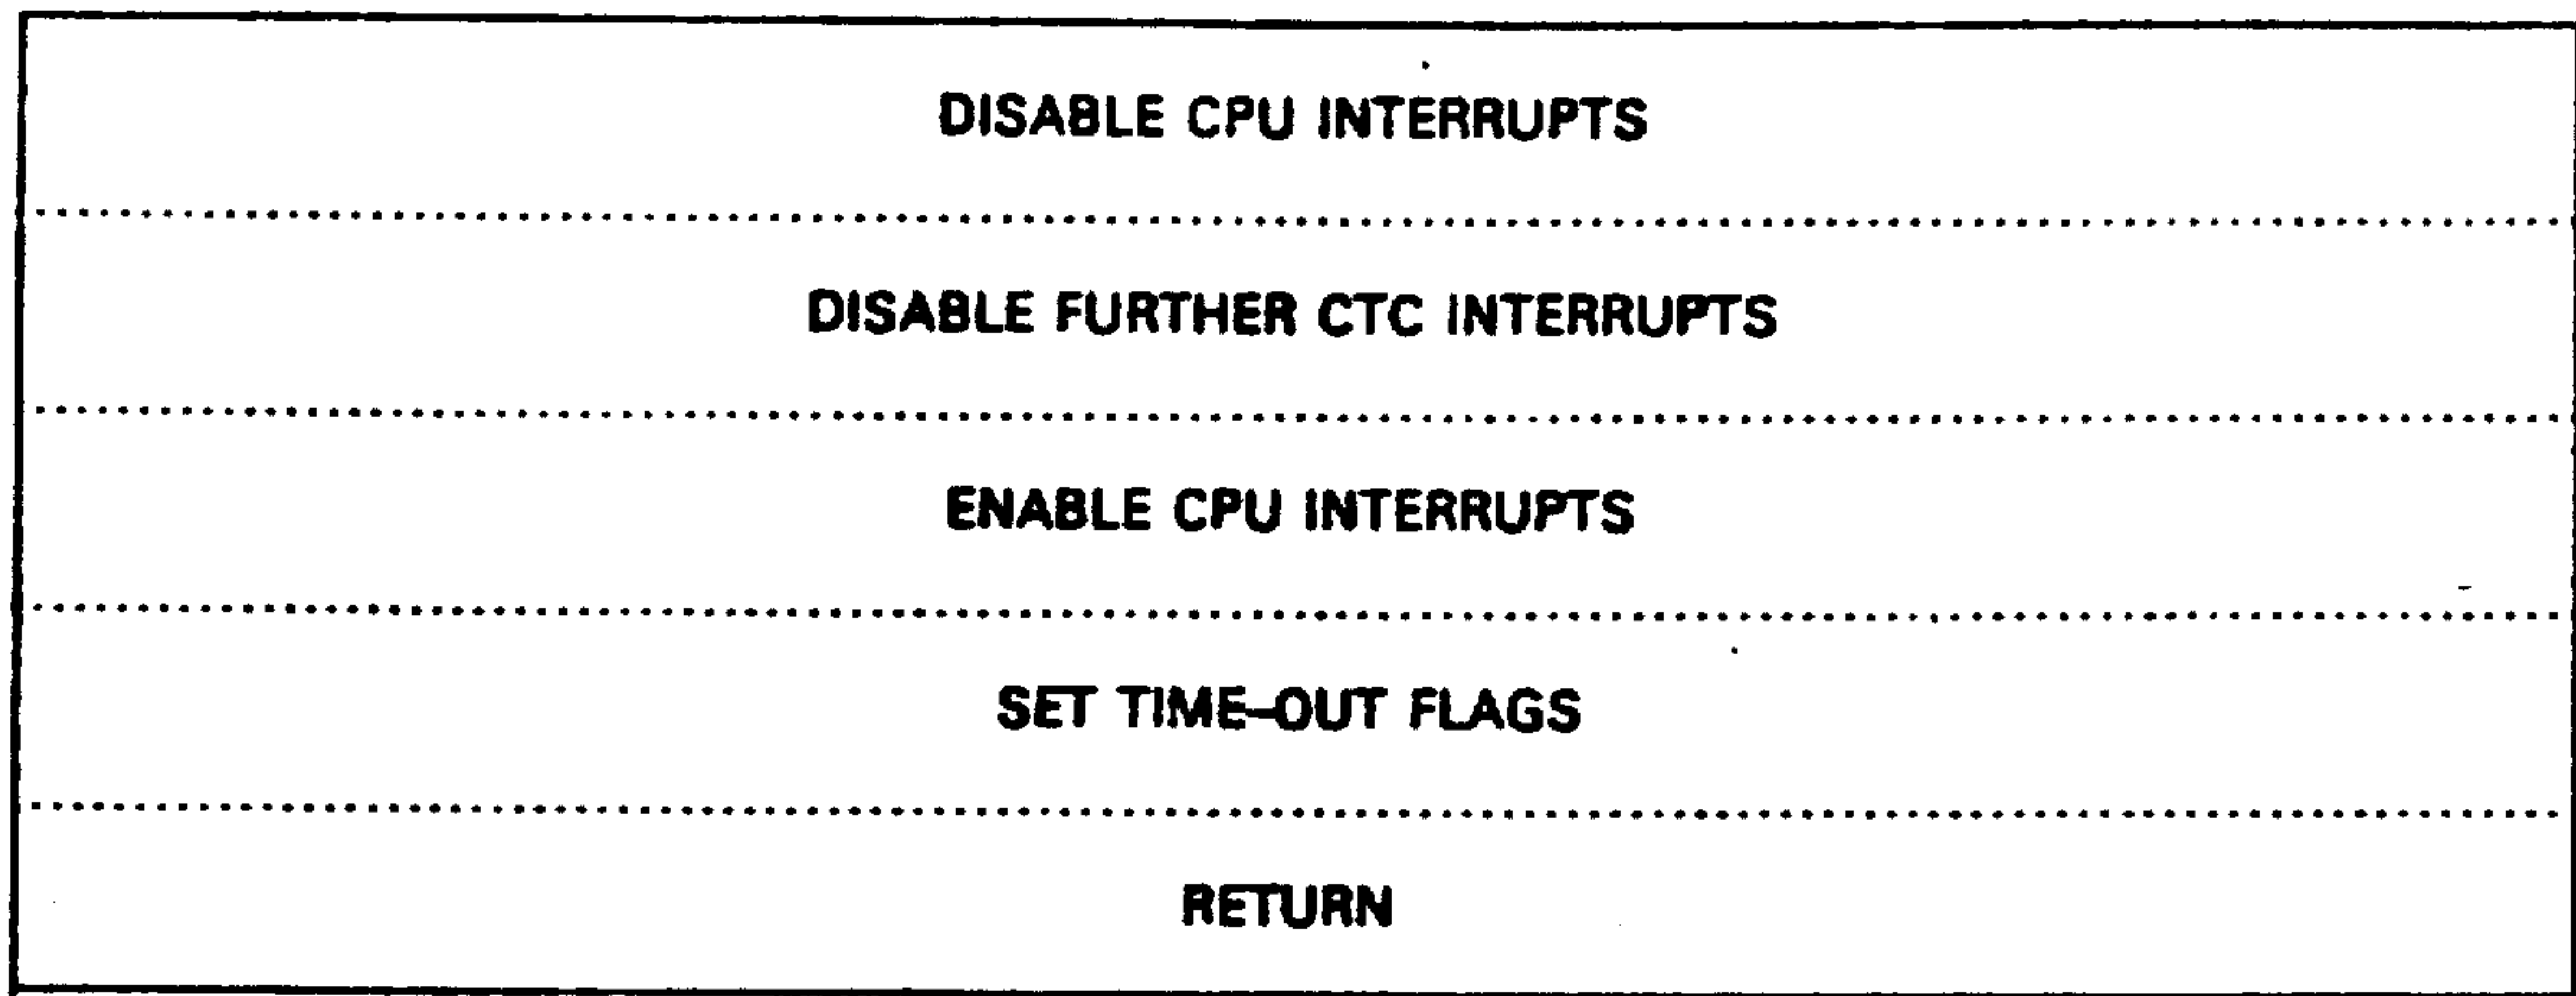 DISABLE CPU INTERRUPTS
DISABLE FURTHER CTC INTERRUPTS
ENABLE CPU INTERRUPTS
SET TIME-OUT FLAGS
RETURN